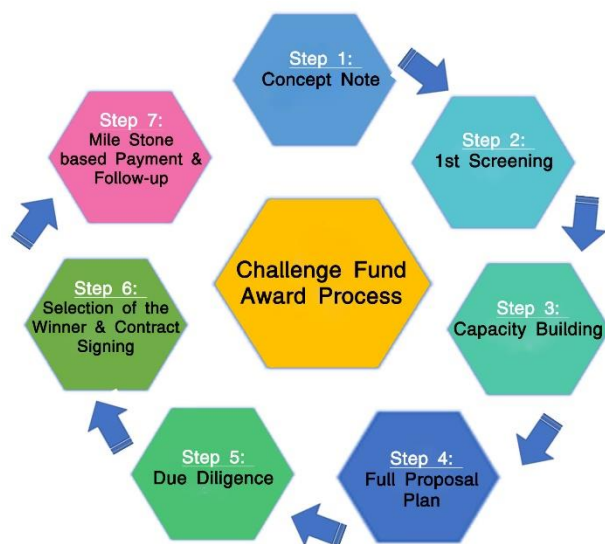 Step 1:
Concept Note
Step 2:
1st Screening
Step 3:
Capacity Building
Step 4:
Full Proposal
Plan
Step 5:
Due Diligence
Step 6:
Selection of the
Winner & Contract
Signing
Step 7:
Mile Stone
based Payment &
Follow-up
Challenge Fund
Award Process